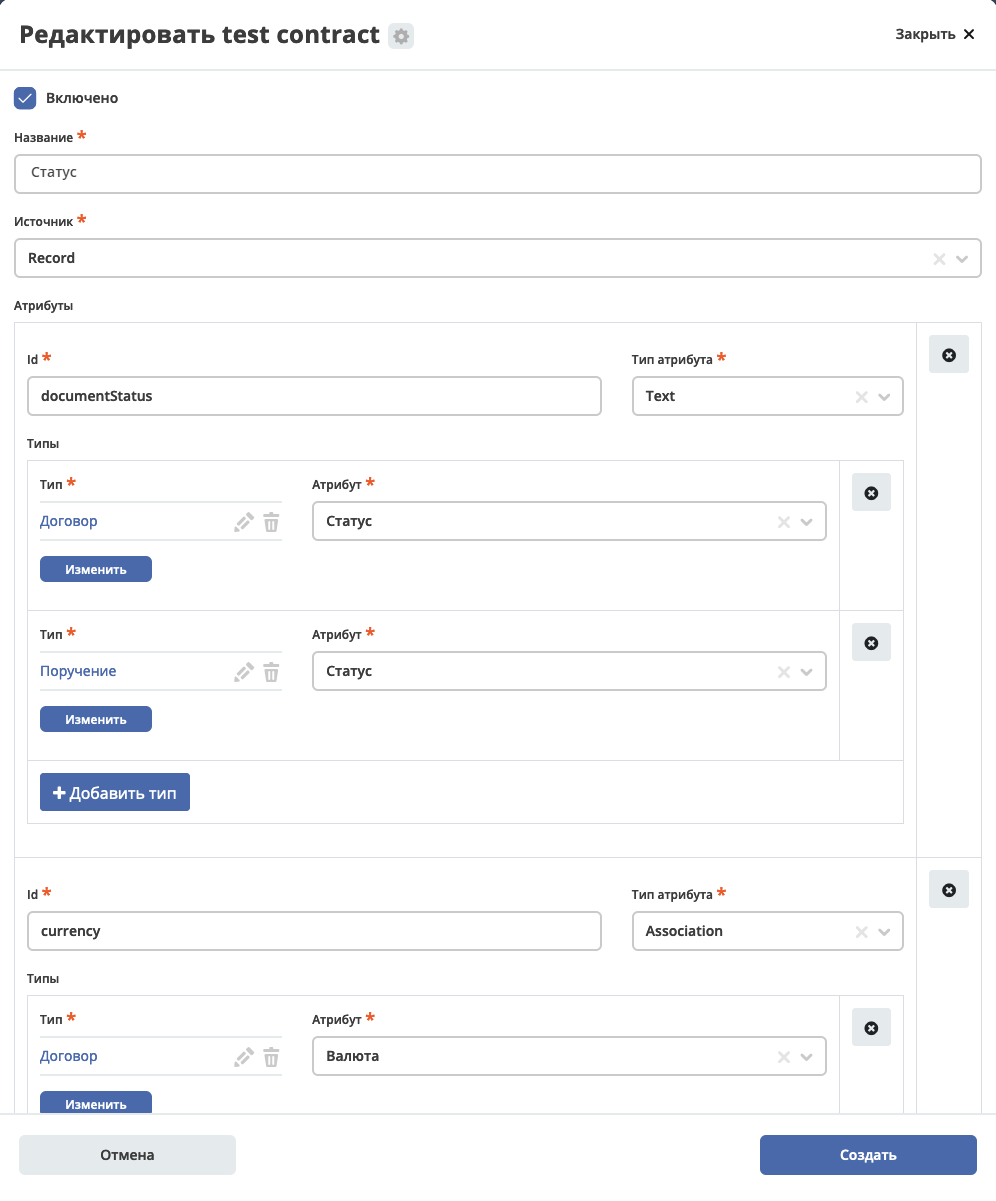 Редактировать test contract
Закрыть
Включено
Название *
Статус
Источник *
Record
Атрибуты
Id * Тип атрибута *
documentStatus Text
Типы
Тип * Атрибут *
Договор Статус
Изменить
Тип * Атрибут *
Поручение Статус
Изменить
+ Добавить тип
Id * Тип атрибута *
currency Association
Типы
Тип * Атрибут *
Договор Валюта
Изменить
Отмена Создать